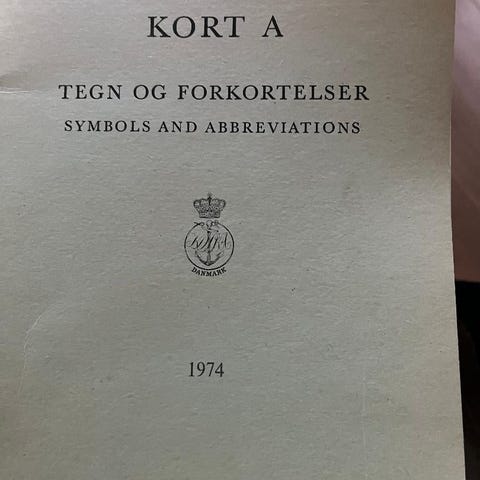 KORT A
TEGN OG FORKORTELSER
SYMBOLS AND ABBREVIATIONS
DANMARK
1974